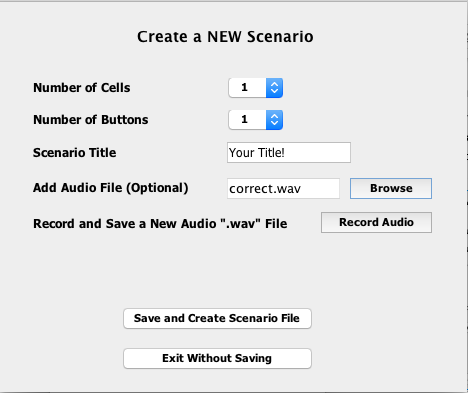 Create a NEW Scenario
Number of Cells 1
Number of Buttons 1
Scenario Title Your Title!
Add Audio File (Optional) correct.wav Browse
Record and Save a New Audio ".wav" File Record Audio
Save and Create Scenario File
Exit Without Saving